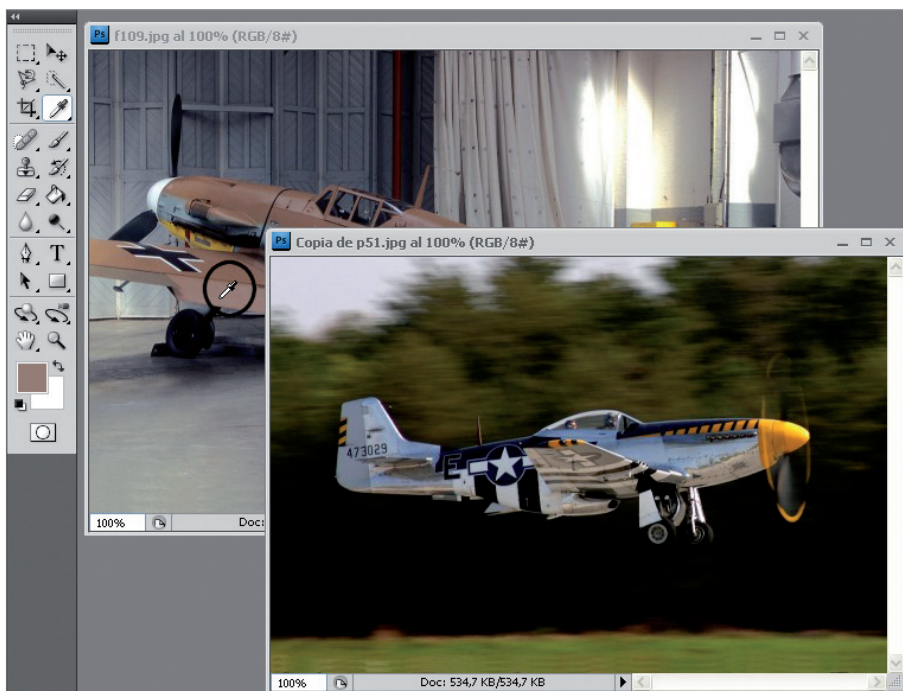 Ps f109.jpg al 100% (RGB/8#)
T
Ps Copia de p51.jpg al 100% (RGB/8#)
473029
E
100% Doc:
100% Doc: 534,7 KB/534,7 KB